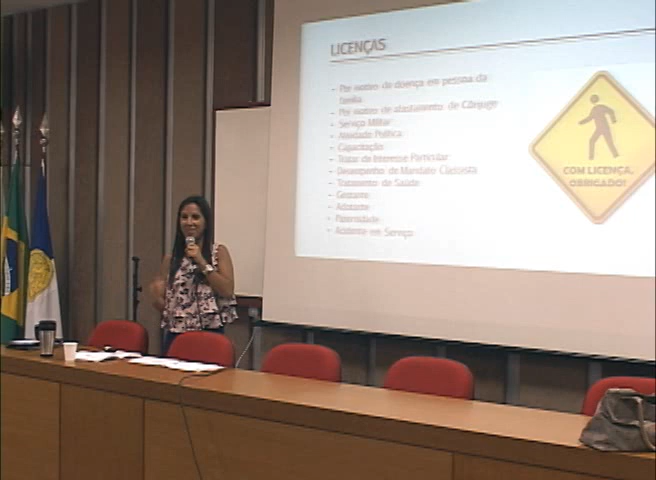 LICENÇAS
- Por motivo de doença em pessoa da
família
- Por motivo de afastamento de Cônjuge
- Serviço Militar
- Atividade Política
- Capacitação
- Tratar de Interesse Particular
- Desempenho de Mandato Classista
- Tratamento de Saúde
- Gestante
- Adotante
- Paternidade
- Acidente em Serviço
COM LICENÇA,
OBRIGADO!